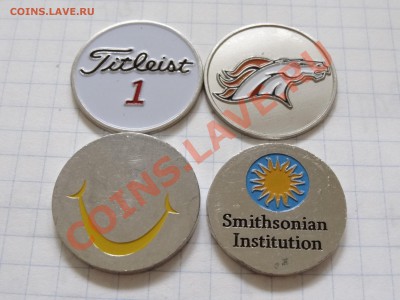 COINS.LAVE.RU
Titleist
1
Smithsonian
Institution
COINS.LAVE.RU